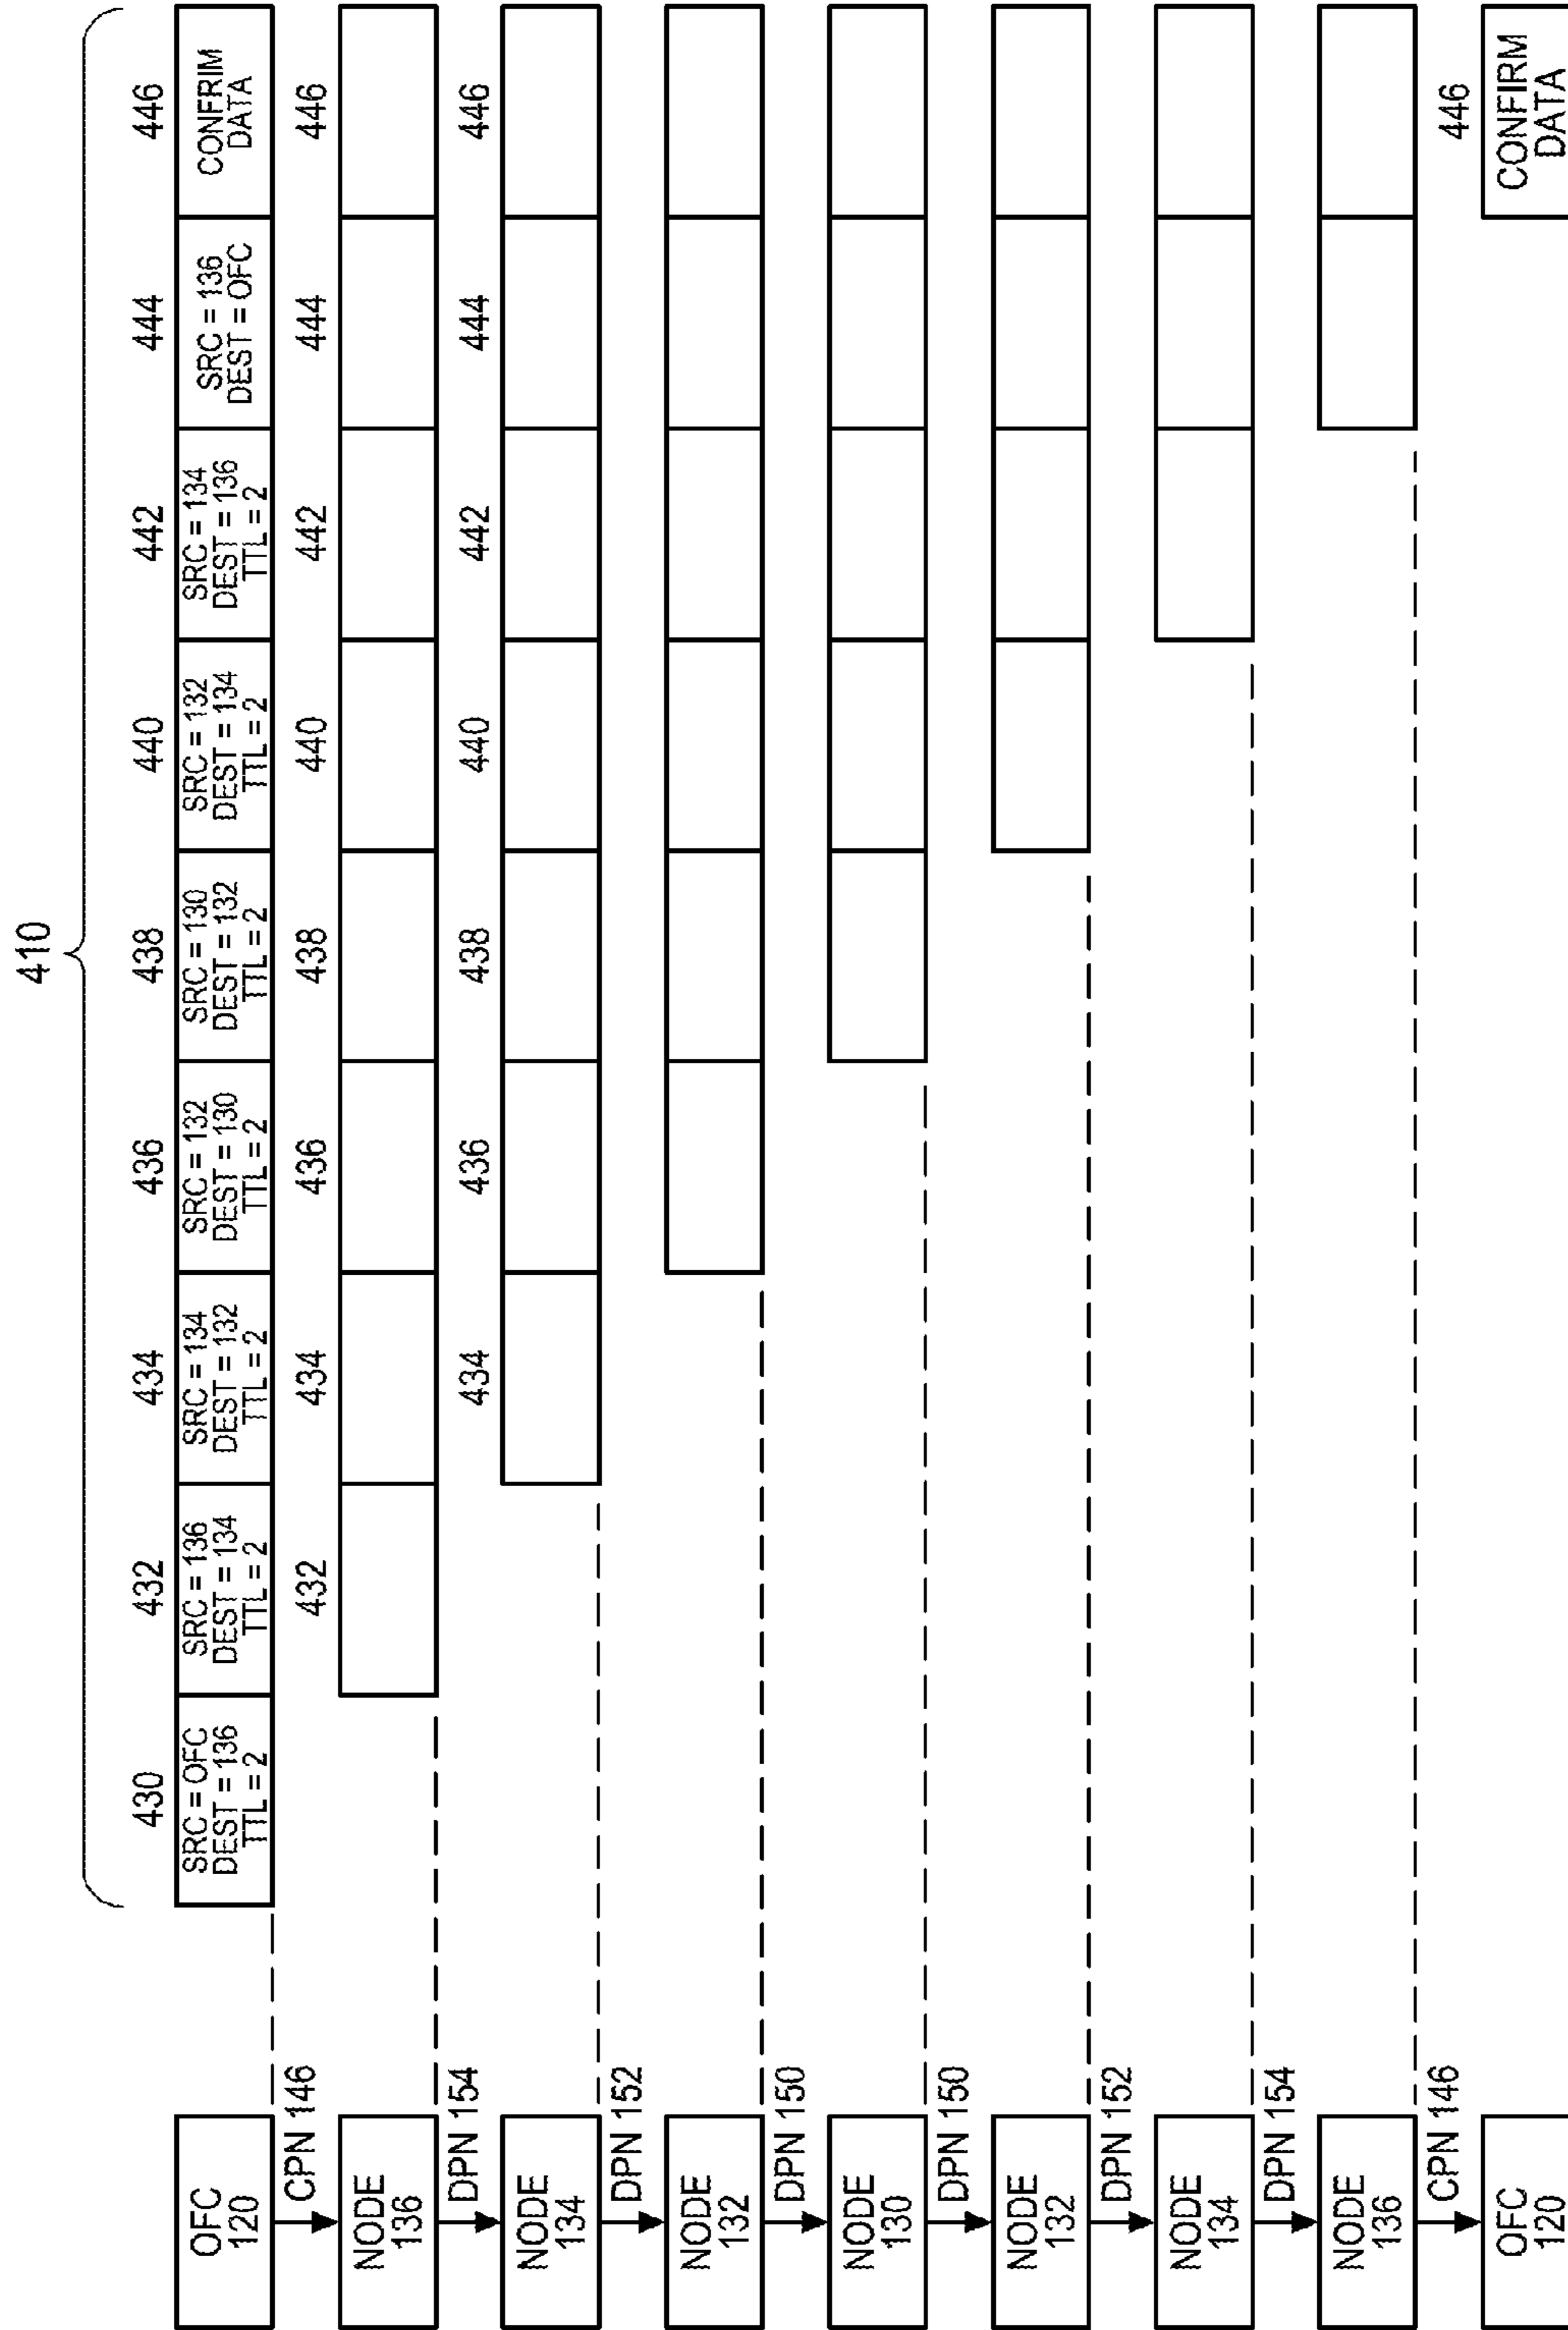 410
430 432 434 436 438 440 442 444 446
OFC
120
SRC = OFC
DEST = 136
TTL = 2
SRC = 136
DEST = 134
TTL = 2
SRC = 134
DEST = 132
TTL = 2
SRC = 132
DEST = 130
TTL = 2
SRC = 130
DEST = 132
TTL = 2
SRC = 132
DEST = 134
TTL = 2
SRC = 134
DEST = 136
TTL = 2
SRC = 136
DEST = OFC
CONFRIM
DATA
CPN 146
432 434 436 438 440 442 444 446
NODE
136
DPN 154
434 436 438 440 442 444 446
NODE
134
DPN 152
NODE
132
DPN 150
NODE
130
DPN 150
NODE
132
DPN 152
NODE
134
DPN 154
NODE
136
CPN 146
446
OFC
120
CONFIRM
DATA